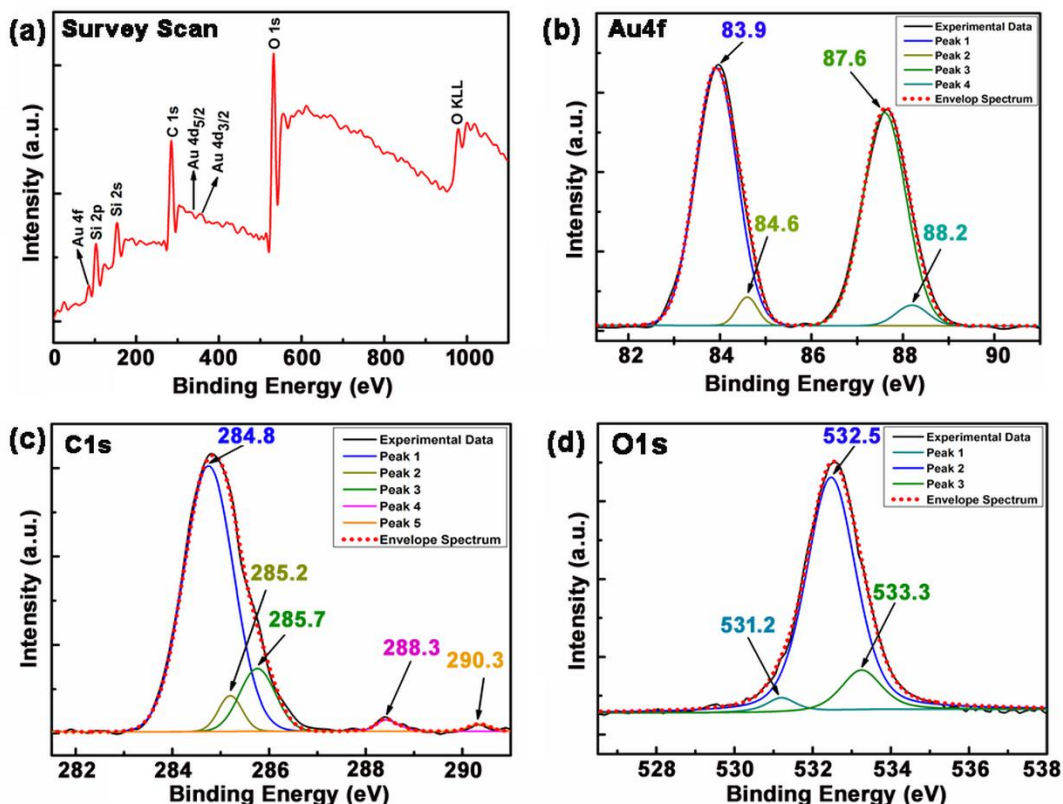 (a) Survey Scan
Au 4f
Si 2p
Si 2s
C 1s
Au 4d5/2
Au 4d3/2
O 1s
O KLL
Intensity (a.u.)
0 200 400 600 800 1000
Binding Energy (eV)
(b) Au4f
83.9
87.6
84.6
88.2
Experimental Data
Peak 1
Peak 2
Peak 3
Peak 4
Envelop Spectrum
Intensity (a.u.)
82 84 86 88 90
Binding Energy (eV)
(c) C1s
284.8
285.2
285.7
288.3
290.3
Experimental Data
Peak 1
Peak 2
Peak 3
Peak 4
Peak 5
Envelope Spectrum
Intensity (a.u.)
282 284 286 288 290
Binding Energy (eV)
(d) O1s
532.5
531.2
533.3
Experimental Data
Peak 1
Peak 2
Peak 3
Envelope Spectrum
Intensity (a.u.)
528 530 532 534 536 538
Binding Energy (eV)